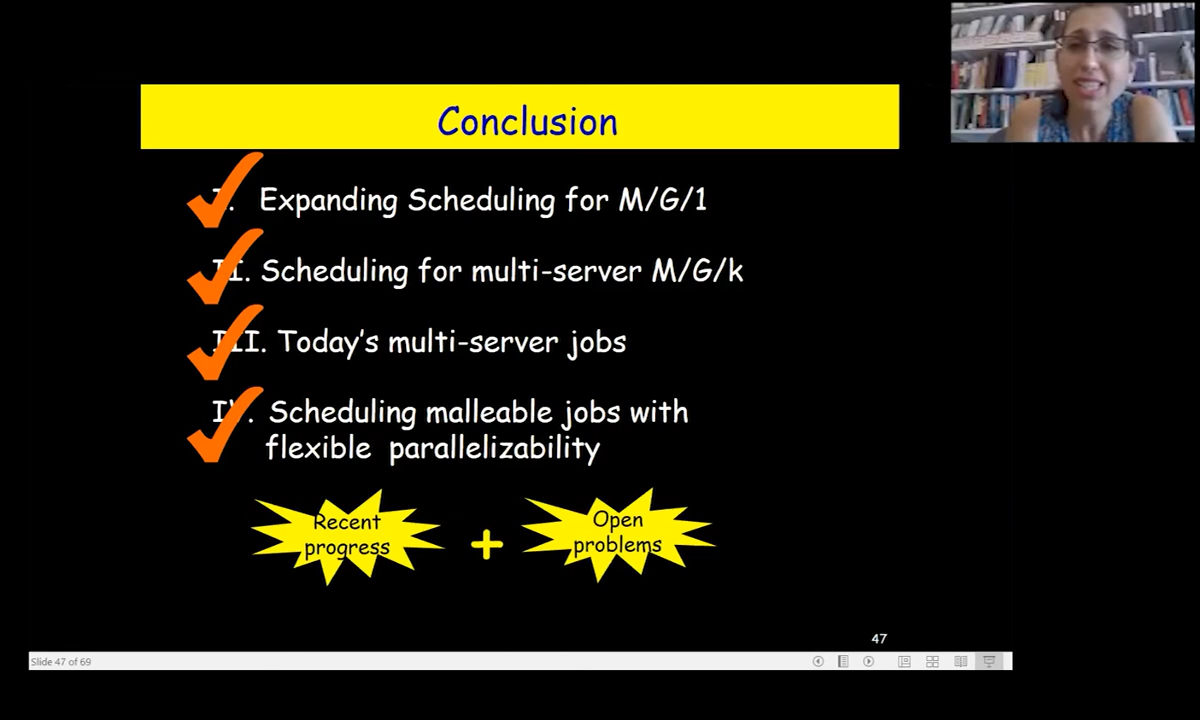 Conclusion
I. Expanding Scheduling for M/G/1
II. Scheduling for multi-server M/G/k
III. Today's multi-server jobs
IV. Scheduling malleable jobs with
flexible parallelizability
Recent
progress
+
Open
problems
47
Slide 47 of 69